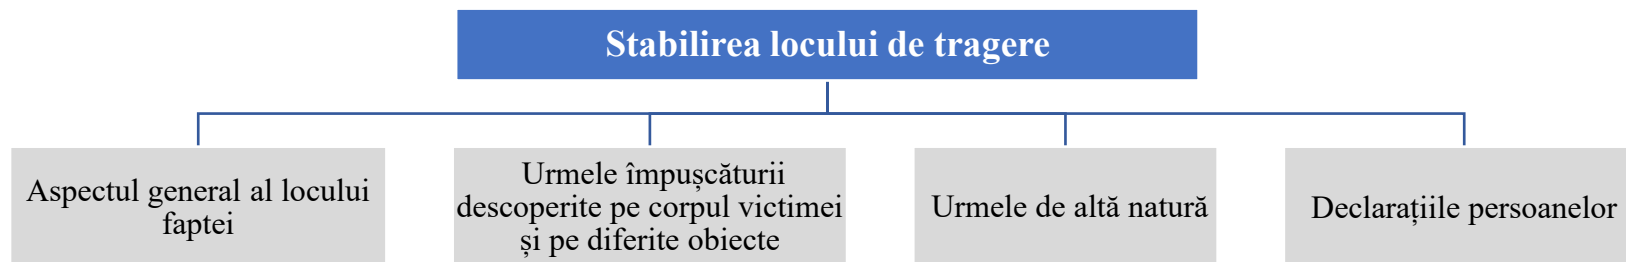 Stabilirea locului de tragere
Aspectul general al locului
faptei
Urmele împușcăturii
descoperite pe corpul victimei
și pe diferite obiecte
Urmele de altă natură
Declarațiile persoanelor